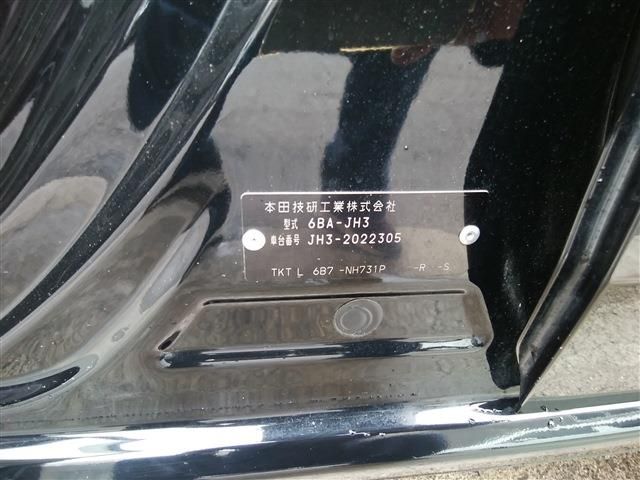 本田技研工業株式会社
型式 6BA-JH3
車台番号 JH3-2022305
TKT L 6B7 -NH731P -R -S